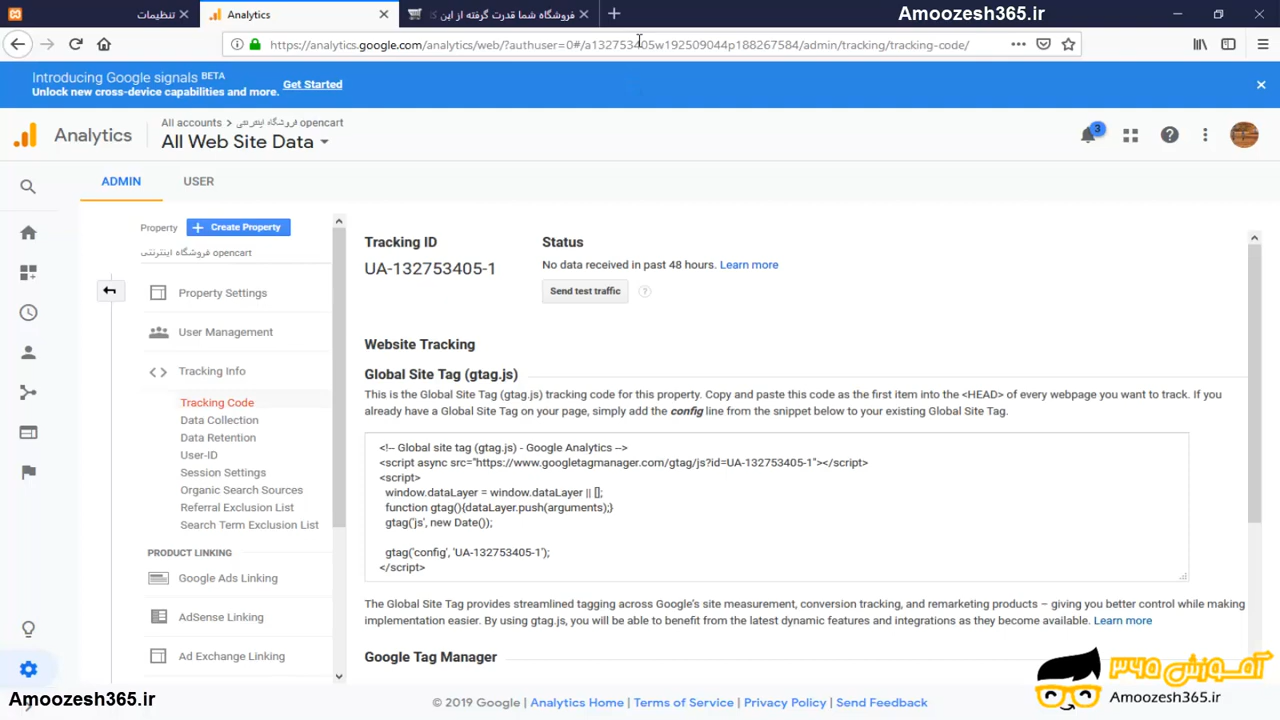 تنظیمات
Analytics
فروشگاه شما قدرت گرفته از اپن
Amoozesh365.ir
https://analytics.google.com/analytics/web/?authuser=0#/a132753405w192509044p188267584/admin/tracking/tracking-code/
Introducing Google signals BETA
Unlock new cross-device capabilities and more.
Get Started
Analytics
All accounts > فروشگاه اینترنتی opencart
All Web Site Data
3
ADMIN
USER
Property
+ Create Property
فروشگاه اینترنتی opencart
Property Settings
User Management
Tracking Info
Tracking Code
Data Collection
Data Retention
User-ID
Session Settings
Organic Search Sources
Referral Exclusion List
Search Term Exclusion List
PRODUCT LINKING
Google Ads Linking
AdSense Linking
Ad Exchange Linking
Tracking ID
UA-132753405-1
Status
No data received in past 48 hours. Learn more
Send test traffic
?
Website Tracking
Global Site Tag (gtag.js)
This is the Global Site Tag (gtag.js) tracking code for this property. Copy and paste this code as the first item into the <HEAD> of every webpage you want to track. If you
already have a Global Site Tag on your page, simply add the config line from the snippet below to your existing Global Site Tag.
<!-- Global site tag (gtag.js) - Google Analytics -->
<script async src="https://www.googletagmanager.com/gtag/js?id=UA-132753405-1"></script>
<script>
window.dataLayer = window.dataLayer || [];
function gtag(){dataLayer.push(arguments);}
gtag('js', new Date());
gtag('config', 'UA-132753405-1');
</script>
The Global Site Tag provides streamlined tagging across Google's site measurement, conversion tracking, and remarketing products – giving you better control while making
implementation easier. By using gtag.js, you will be able to benefit from the latest dynamic features and integrations as they become available. Learn more
Google Tag Manager
© 2019 Google | Analytics Home | Terms of Service | Privacy Policy | Send Feedback
Amoozesh365.ir
آموزش ۳۶۵
Amoozesh365.ir